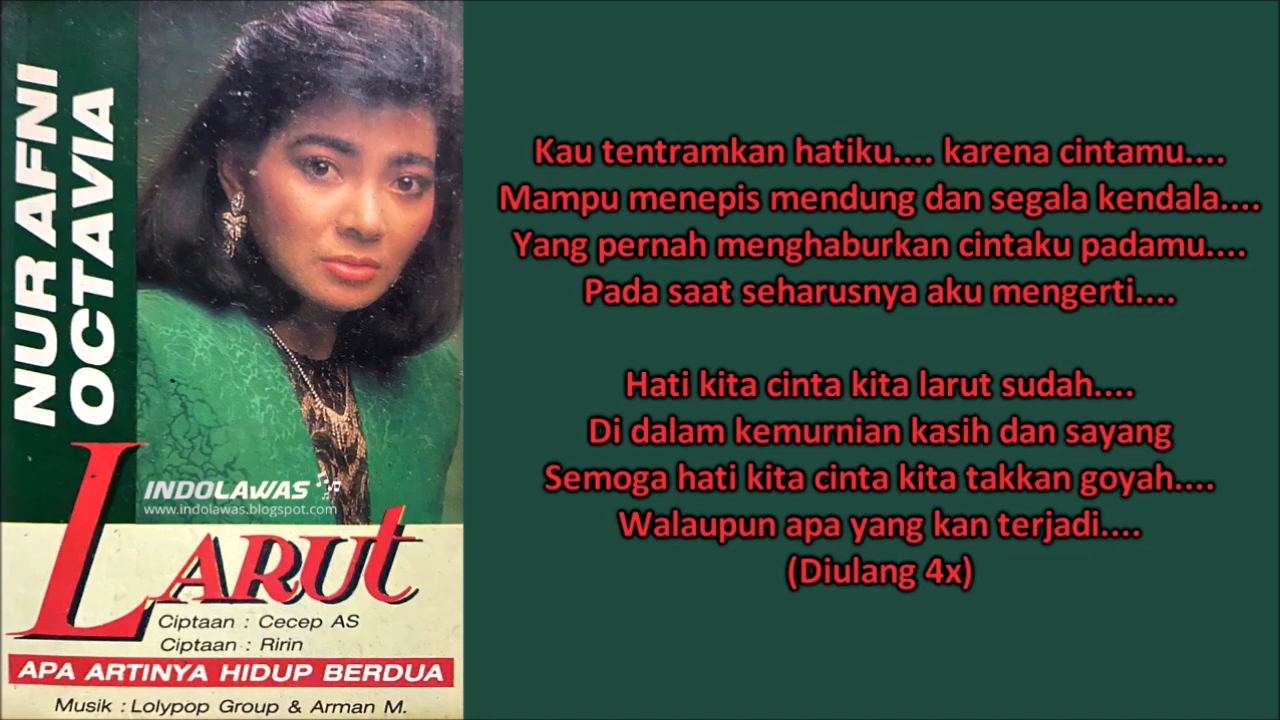 NUR AFNI
OCTAVIA
INDOLAWAS
www.indolawas.blogspot.com
LARUt
Ciptaan : Cecep AS
Ciptaan : Ririn
APA ARTINYA HIDUP BERDUA
Musik : Lolypop Group & Arman M.
Kau tentramkan hatiku.... karena cintamu....
Mampu menepis mendung dan segala kendala....
Yang pernah menghaburkan cintaku padamu....
Pada saat seharusnya aku mengerti....
Hati kita cinta kita larut sudah....
Di dalam kemurnian kasih dan sayang
Semoga hati kita cinta kita takkan goyah....
Walaupun apa yang kan terjadi....
(Diulang 4x)